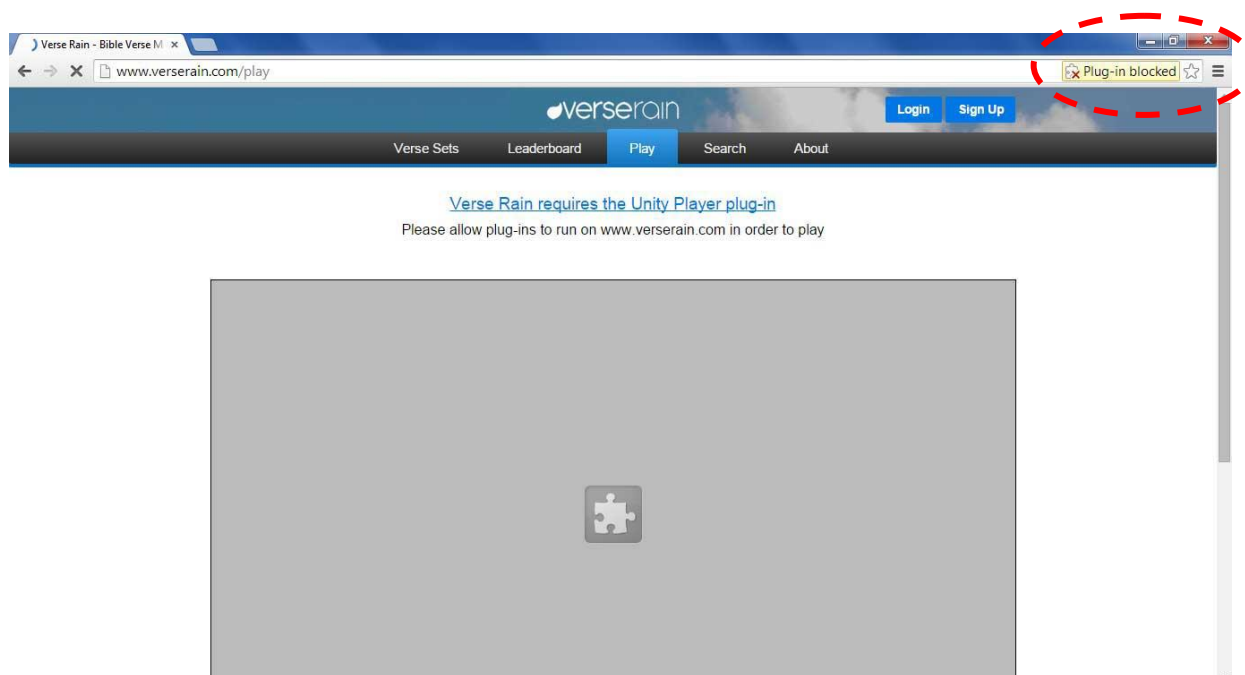 Verse Rain - Bible Verse M
www.verserain.com/play
Plug-in blocked
verserain
Login Sign Up
Verse Sets Leaderboard Play Search About
Verse Rain requires the Unity Player plug-in
Please allow plug-ins to run on www.verserain.com in order to play